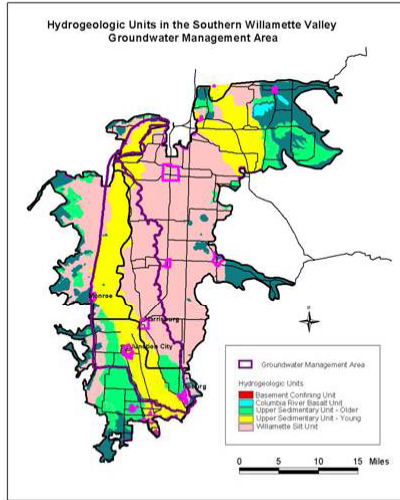 Hydrogeologic Units in the Southern Willamette Valley
Groundwater Management Area
Monroe
Harrisburg
Junction City
N
Groundwater Management Area
Hydrogeologic Units
Basement Confining Unit
Columbia River Basalt Unit
Upper Sedimentary Unit - Older
Upper Sedimentary Unit - Young
Willamette Silt Unit
0 5 10 15 Miles